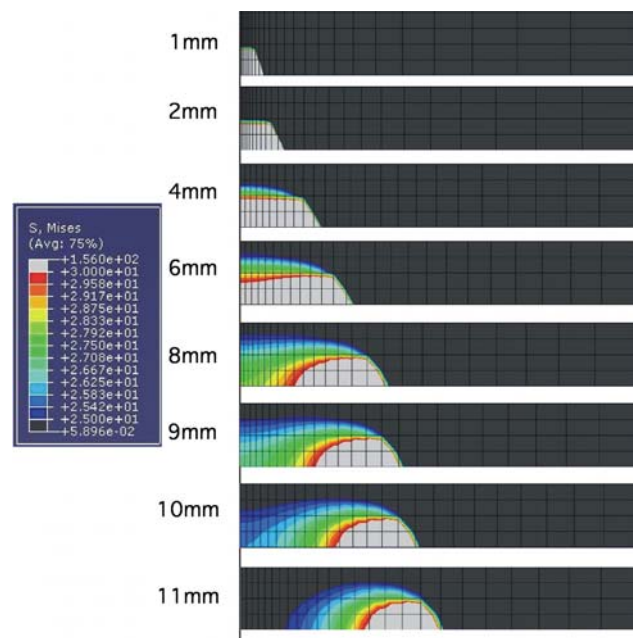 1mm
2mm
4mm
6mm
8mm
9mm
10mm
11mm
S, Mises
(Avg: 75%)
+1.560e+02
+3.000e+01
+2.958e+01
+2.917e+01
+2.875e+01
+2.833e+01
+2.792e+01
+2.750e+01
+2.708e+01
+2.667e+01
+2.625e+01
+2.583e+01
+2.542e+01
+2.500e+01
+5.896e-02